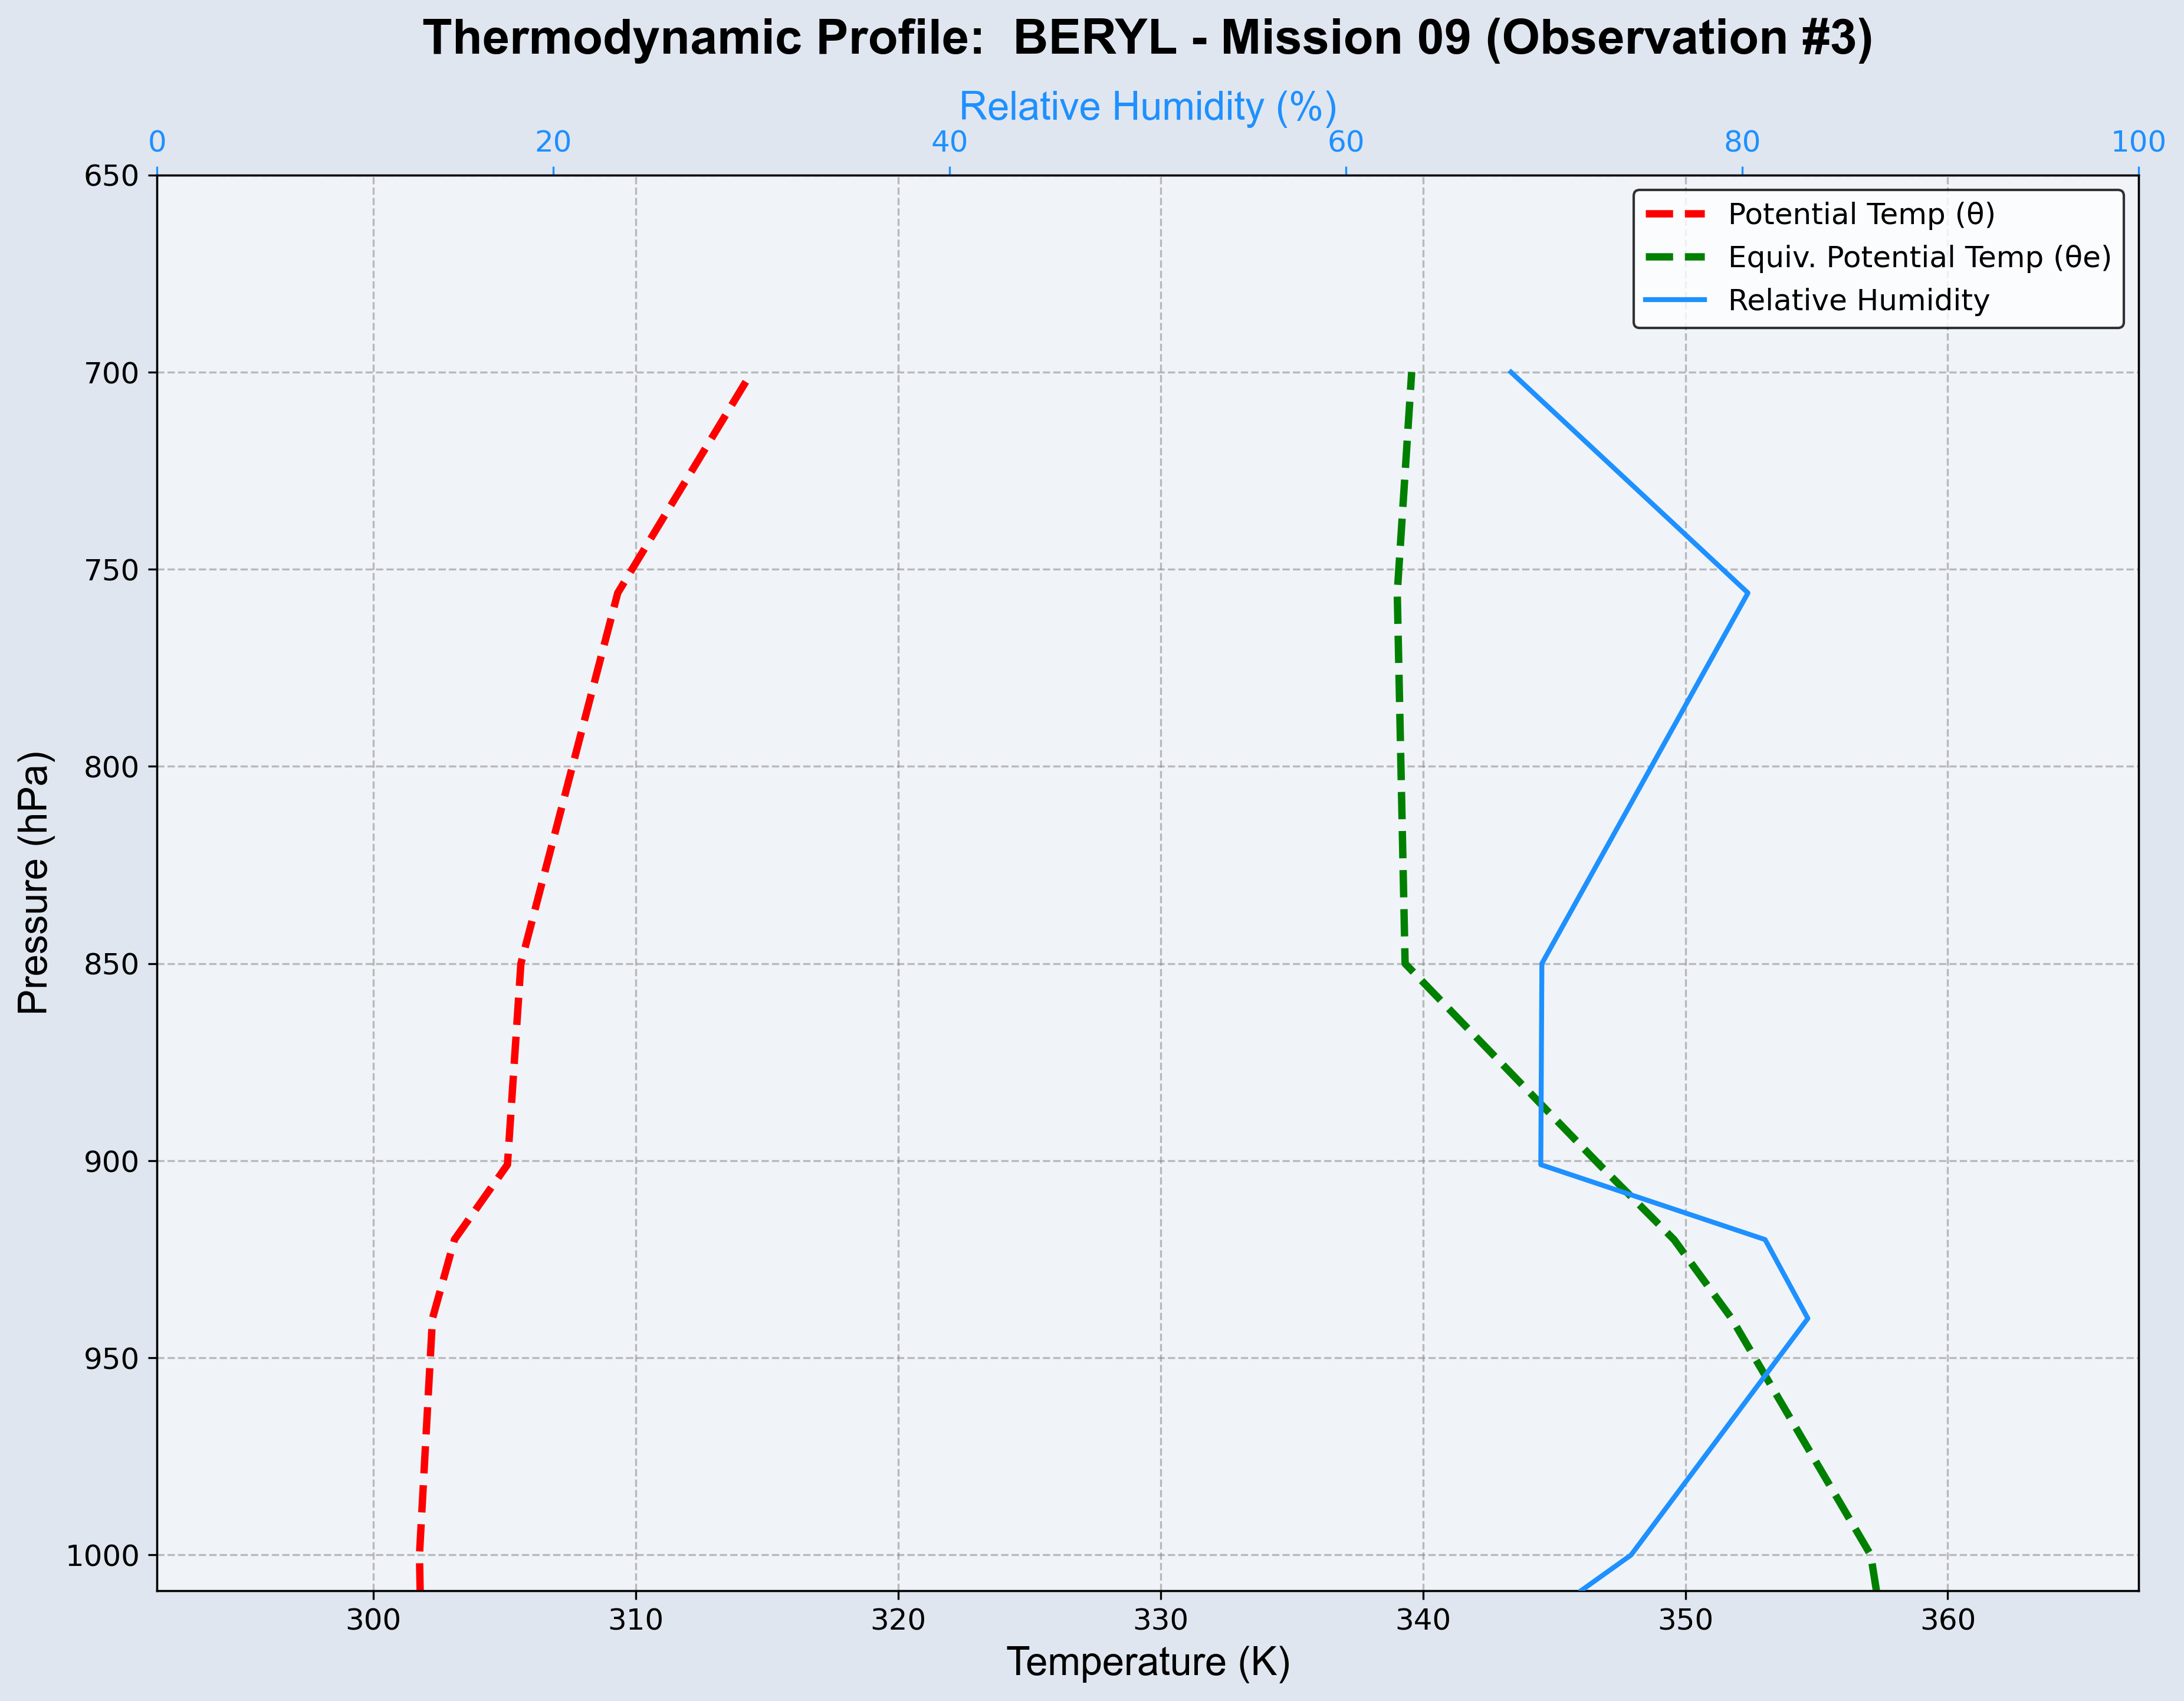 Thermodynamic Profile:  BERYL - Mission 09 (Observation #3)
Relative Humidity (%)
0 20 40 60 80 100
Potential Temp (θ)
Equiv. Potential Temp (θe)
Relative Humidity
Pressure (hPa)
650
700
750
800
850
900
950
1000
300 310 320 330 340 350 360
Temperature (K)